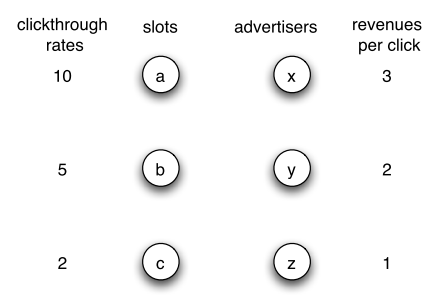 clickthrough rates slots advertisers revenues per click
10 a x 3
5 b y 2
2 c z 1